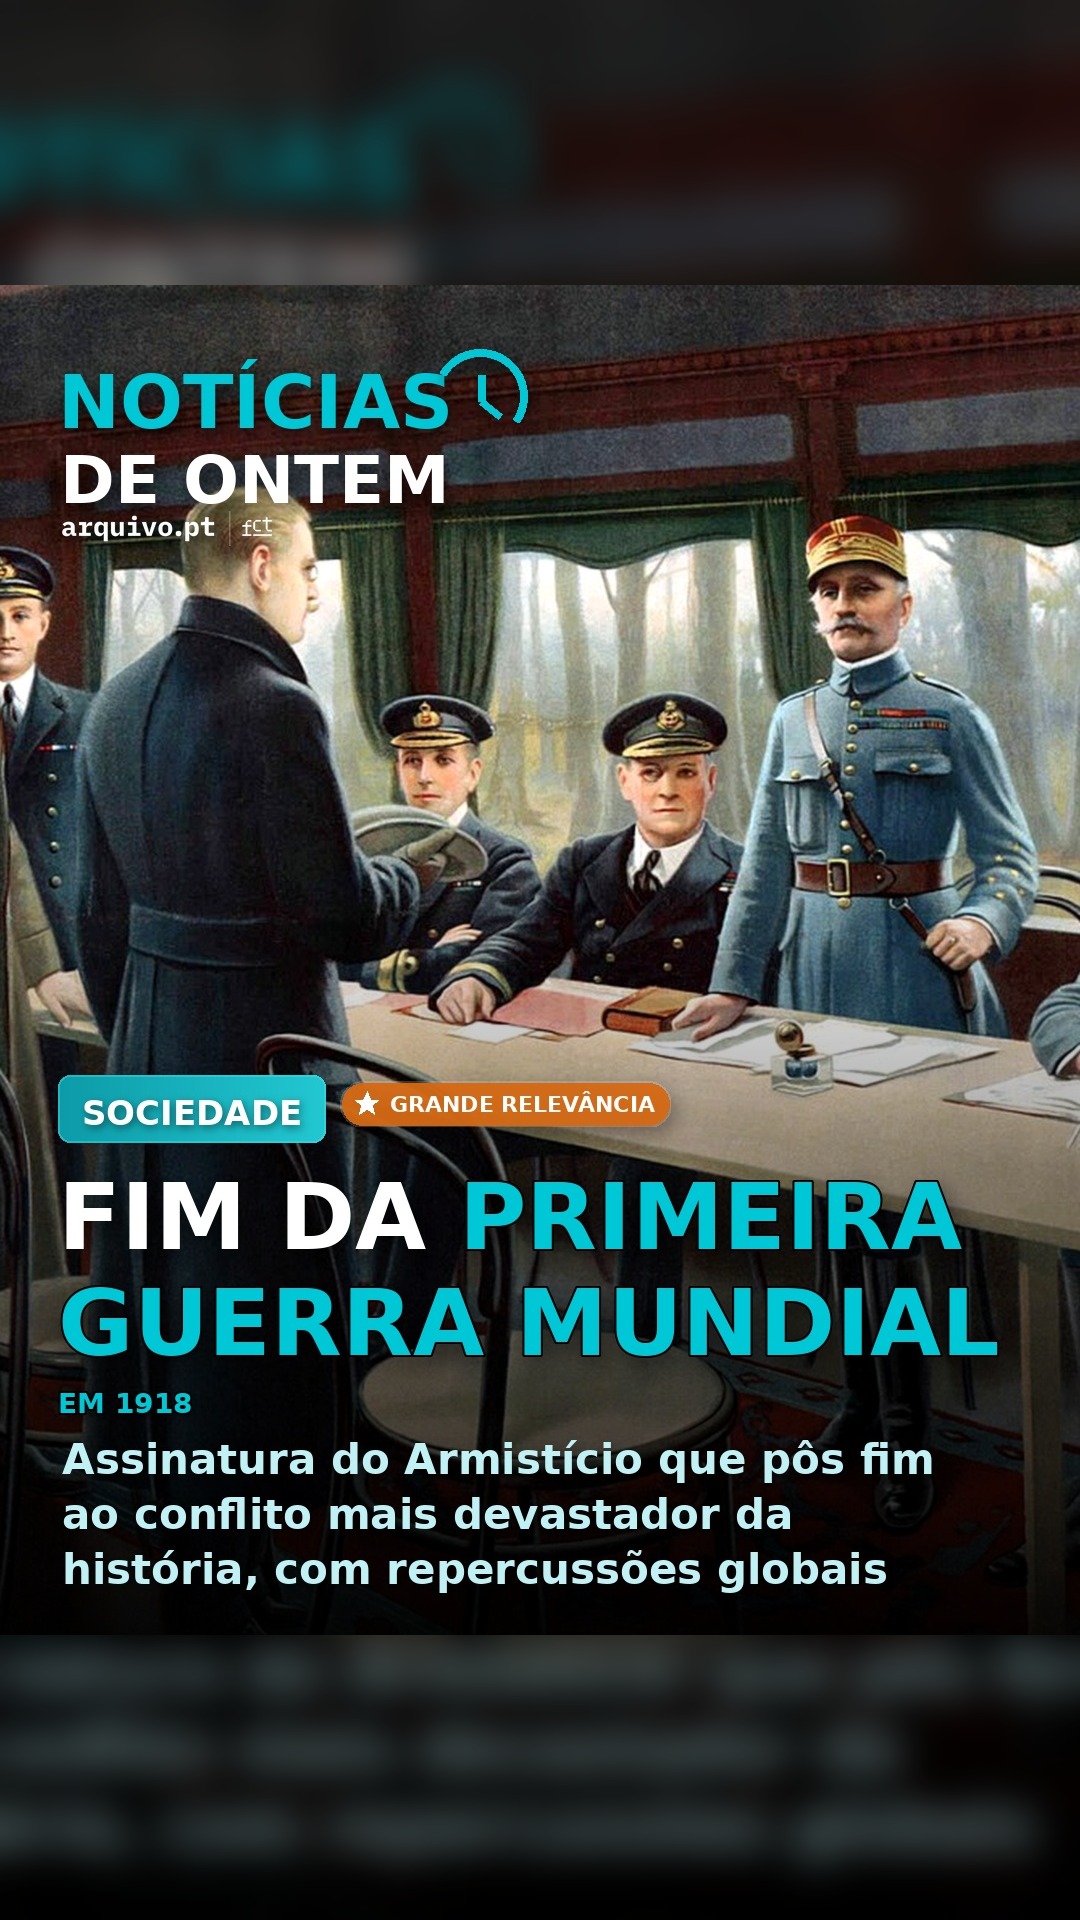 NOTÍCIAS
DE ONTEM
arquivo.pt | fct
SOCIEDADE
GRANDE RELEVÂNCIA
FIM DA PRIMEIRA
GUERRA MUNDIAL
EM 1918
Assinatura do Armistício que pôs fim
ao conflito mais devastador da
história, com repercussões globais